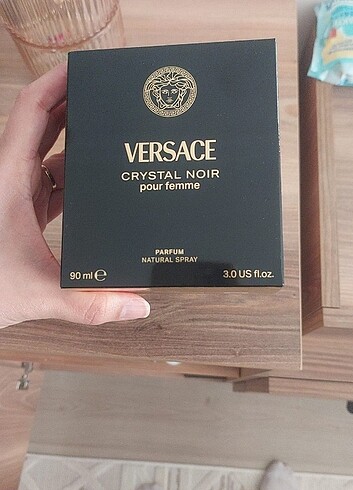 VERSACE
CRYSTAL NOIR
pour femme
PARFUM
NATURAL SPRAY
90 ml ℮ 3.0 US fl.oz.